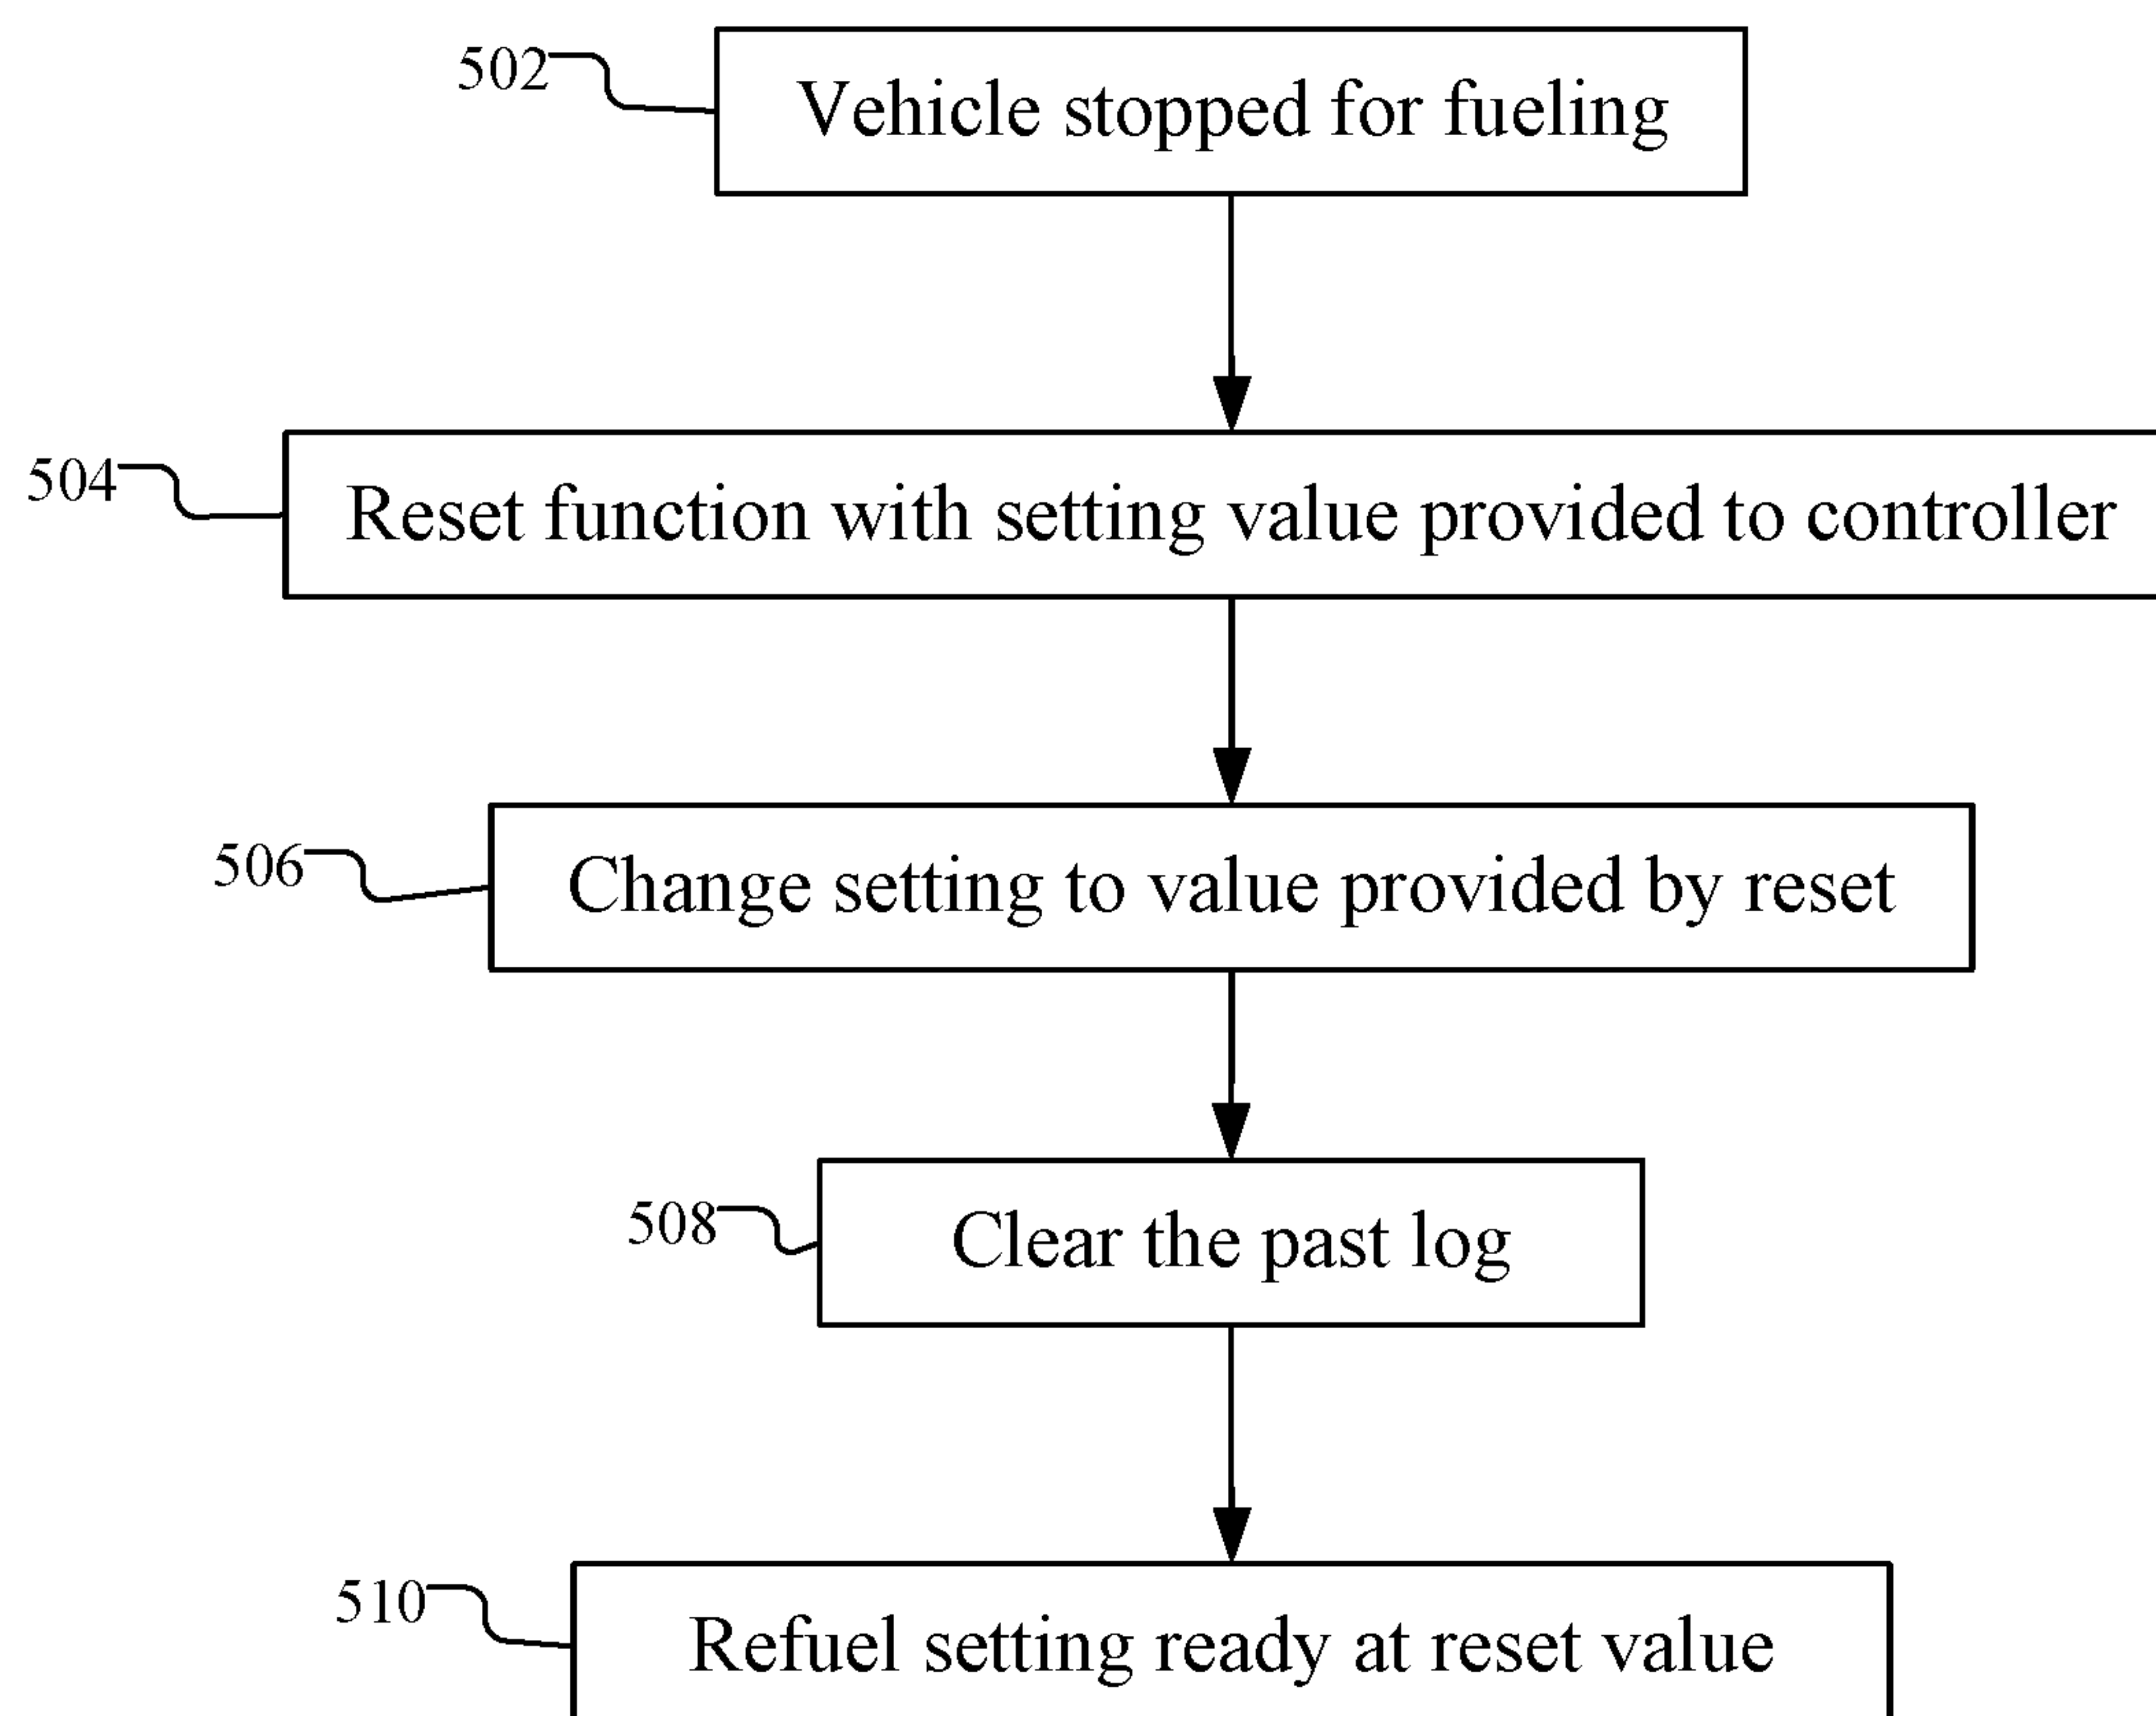 502
Vehicle stopped for fueling
504
Reset function with setting value provided to controller
506
Change setting to value provided by reset
508
Clear the past log
510
Refuel setting ready at reset value